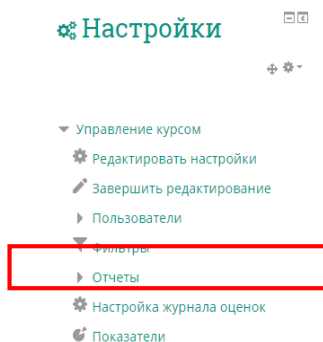 Настройки
Управление курсом
Редактировать настройки
Завершить редактирование
Пользователи
Фильтры
Отчеты
Настройка журнала оценок
Показатели